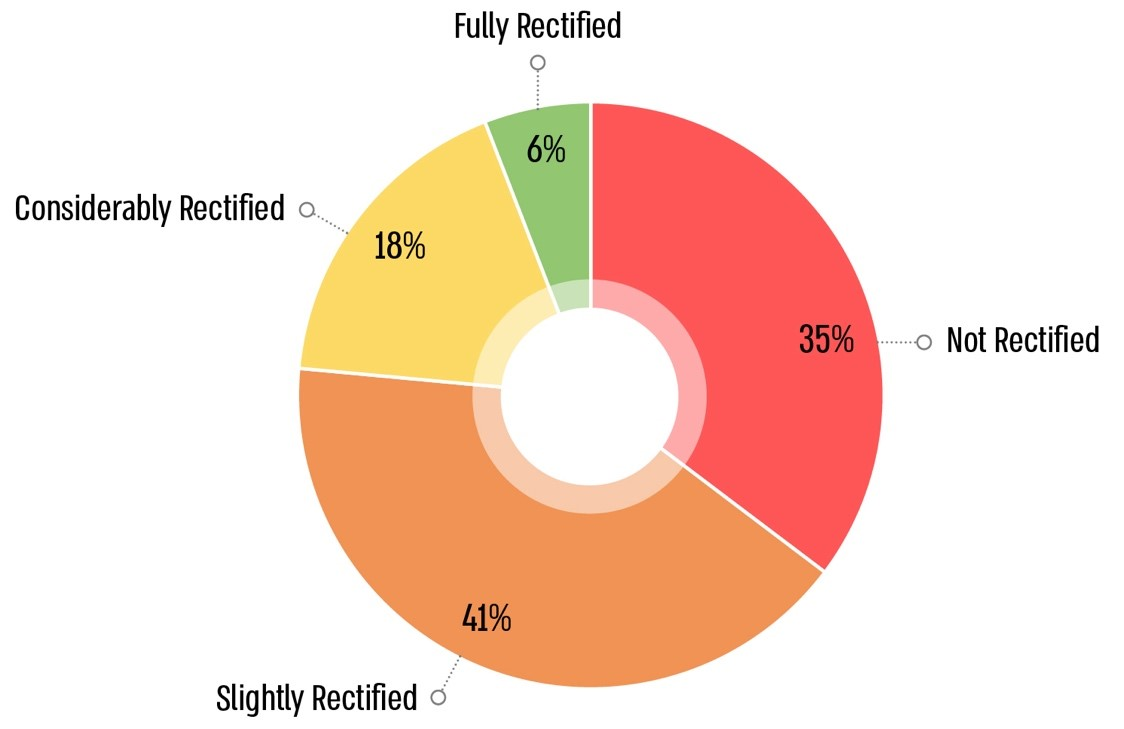 Fully Rectified
6%
Considerably Rectified
18%
35%
Not Rectified
41%
Slightly Rectified